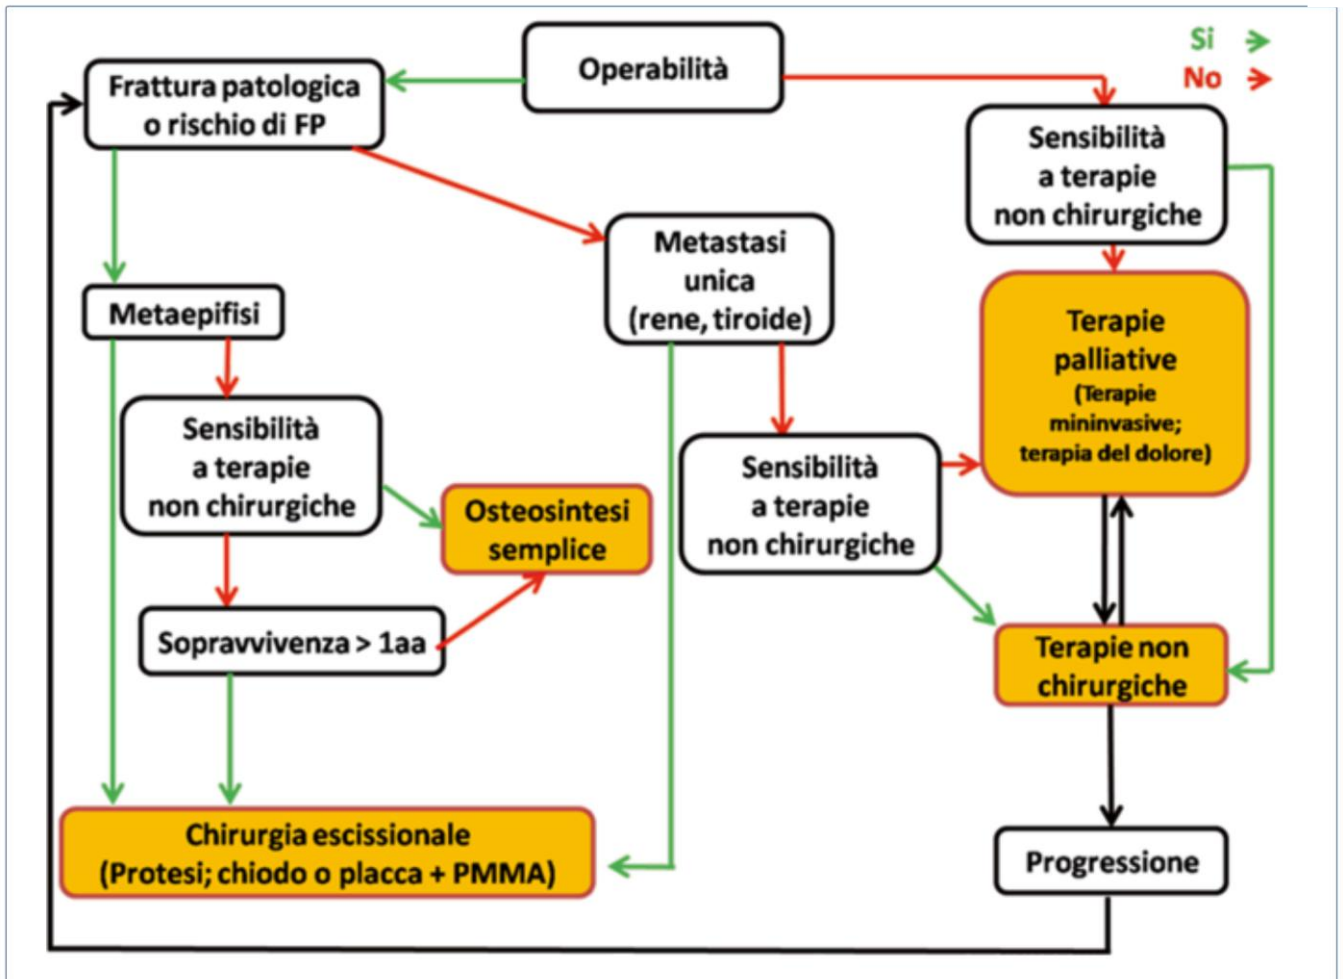 Operabilità
Si
No
Frattura patologica
o rischio di FP
Sensibilità
a terapie
non chirurgiche
Metastasi
unica
(rene, tiroide)
Metaepifisi
Terapie
palliative
(Terapie
mininvasive;
terapia del dolore)
Sensibilità
a terapie
non chirurgiche
Sensibilità
a terapie
non chirurgiche
Osteosintesi
semplice
Sopravvivenza > 1aa
Terapie non
chirurgiche
Chirurgia escissionale
(Protesi; chiodo o placca + PMMA)
Progressione